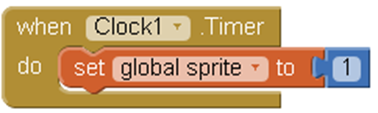 when Clock1 .Timer
do set global sprite to 1